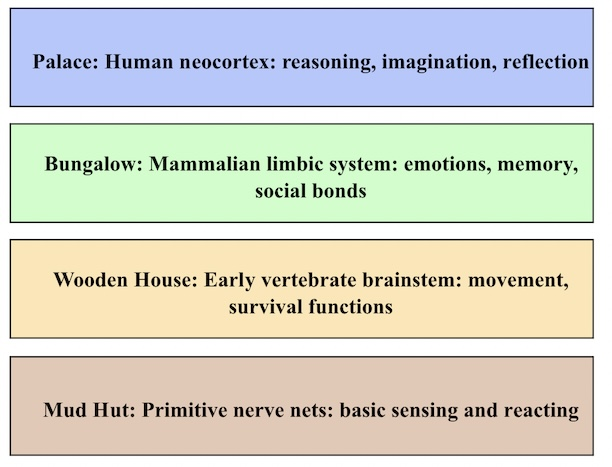 Palace: Human neocortex: reasoning, imagination, reflection
Bungalow: Mammalian limbic system: emotions, memory,
social bonds
Wooden House: Early vertebrate brainstem: movement,
survival functions
Mud Hut: Primitive nerve nets: basic sensing and reacting